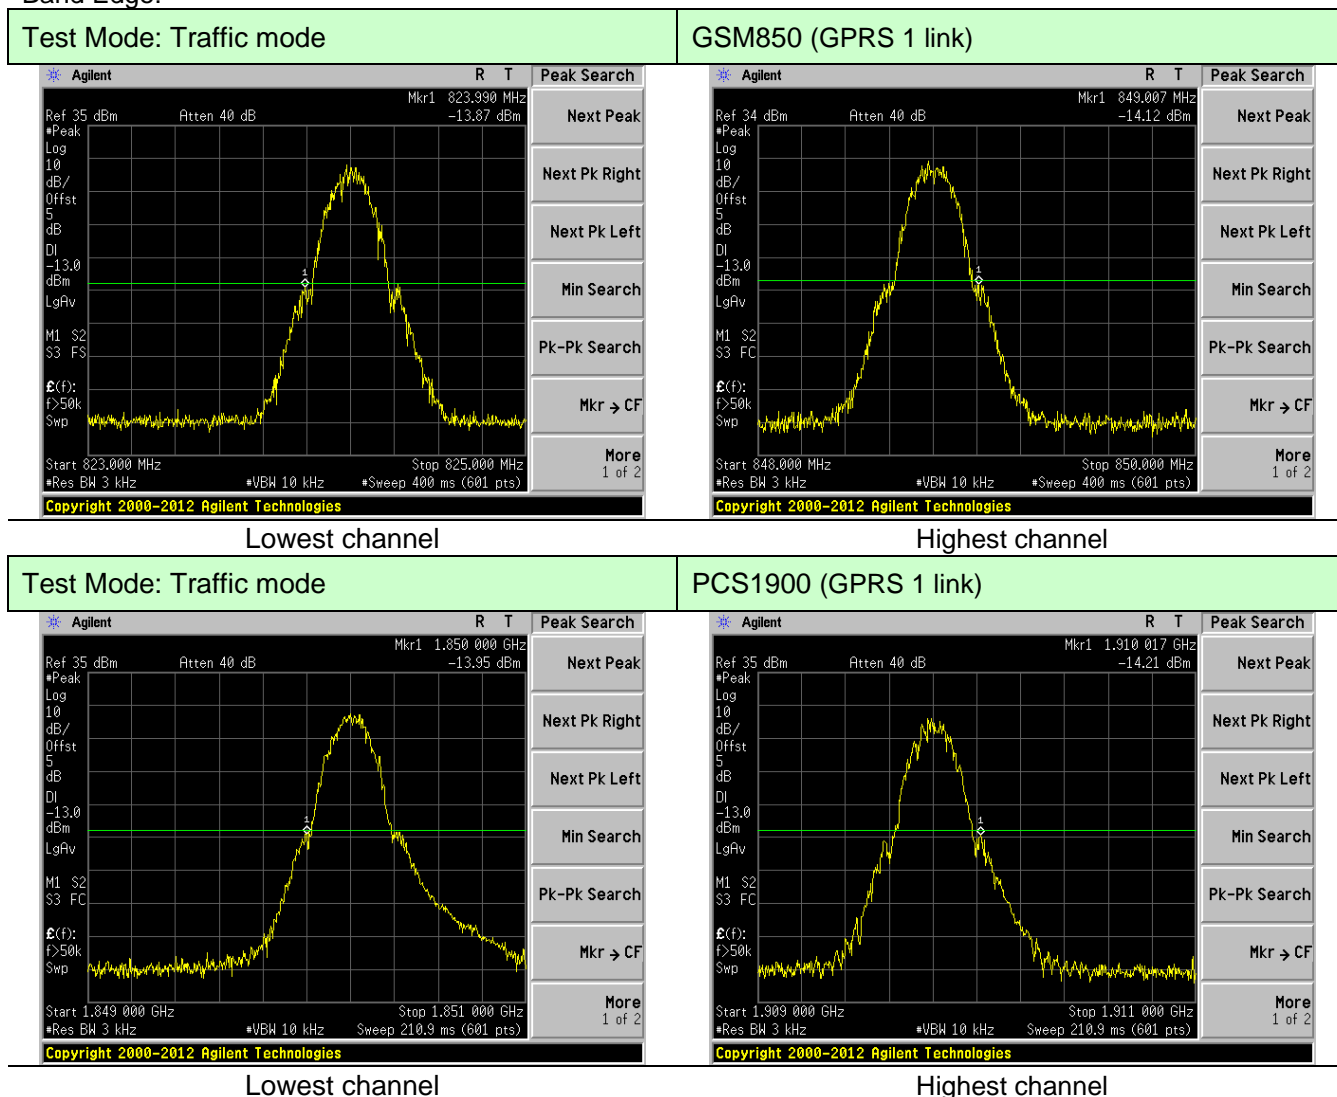 Band Edge:
Test Mode: Traffic mode
GSM850 (GPRS 1 link)
Agilent R T Peak Search
Mkr1 823.990 MHz
Ref 35 dBm Atten 40 dB -13.87 dBm
#Peak
Log
10
dB/
Offst
5
dB
DI
-13.0
dBm
LgAv
M1 S2
S3 FS
£(f):
f>50k
Swp
1
Start 823.000 MHz Stop 825.000 MHz
#Res BW 3 kHz #VBW 10 kHz #Sweep 400 ms (601 pts)
Copyright 2000-2012 Agilent Technologies
Next Peak
Next Pk Right
Next Pk Left
Min Search
Pk-Pk Search
Mkr → CF
More
1 of 2
Agilent R T Peak Search
Mkr1 849.007 MHz
Ref 34 dBm Atten 40 dB -14.12 dBm
#Peak
Log
10
dB/
Offst
5
dB
DI
-13.0
dBm
LgAv
M1 S2
S3 FC
£(f):
f>50k
Swp
1
Start 848.000 MHz Stop 850.000 MHz
#Res BW 3 kHz #VBW 10 kHz #Sweep 400 ms (601 pts)
Copyright 2000-2012 Agilent Technologies
Next Peak
Next Pk Right
Next Pk Left
Min Search
Pk-Pk Search
Mkr → CF
More
1 of 2
Lowest channel
Highest channel
Test Mode: Traffic mode
PCS1900 (GPRS 1 link)
Agilent R T Peak Search
Mkr1 1.850 000 GHz
Ref 35 dBm Atten 40 dB -13.95 dBm
#Peak
Log
10
dB/
Offst
5
dB
DI
-13.0
dBm
LgAv
M1 S2
S3 FC
£(f):
f>50k
Swp
1
Start 1.849 000 GHz Stop 1.851 000 GHz
#Res BW 3 kHz #VBW 10 kHz Sweep 210.9 ms (601 pts)
Copyright 2000-2012 Agilent Technologies
Next Peak
Next Pk Right
Next Pk Left
Min Search
Pk-Pk Search
Mkr → CF
More
1 of 2
Agilent R T Peak Search
Mkr1 1.910 017 GHz
Ref 35 dBm Atten 40 dB -14.21 dBm
#Peak
Log
10
dB/
Offst
5
dB
DI
-13.0
dBm
LgAv
M1 S2
S3 FC
£(f):
f>50k
Swp
1
Start 1.909 000 GHz Stop 1.911 000 GHz
#Res BW 3 kHz #VBW 10 kHz Sweep 210.9 ms (601 pts)
Copyright 2000-2012 Agilent Technologies
Next Peak
Next Pk Right
Next Pk Left
Min Search
Pk-Pk Search
Mkr → CF
More
1 of 2
Lowest channel
Highest channel